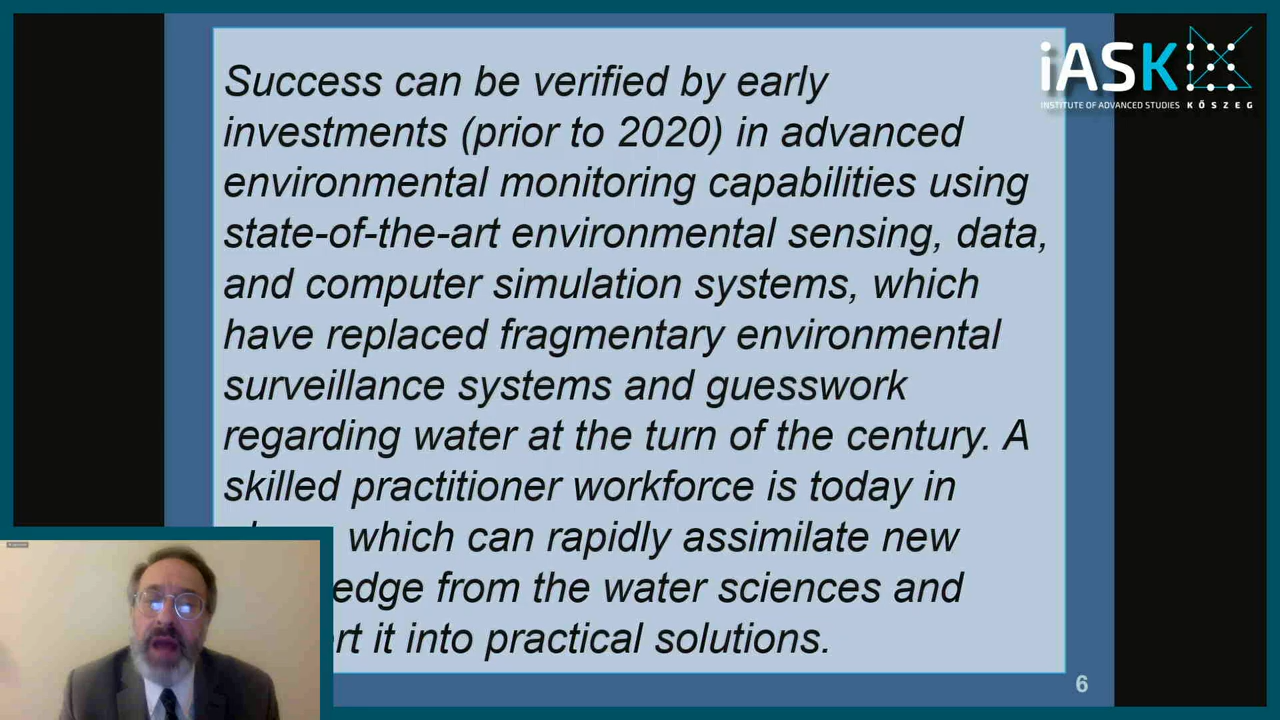 Success can be verified by early
investments (prior to 2020) in advanced
environmental monitoring capabilities using
state-of-the-art environmental sensing, data,
and computer simulation systems, which
have replaced fragmentary environmental
surveillance systems and guesswork
regarding water at the turn of the century. A
skilled practitioner workforce is today in
which can rapidly assimilate new
edge from the water sciences and
rt it into practical solutions.
6
iASK
INSTITUTE OF ADVANCED STUDIES KŐSZEG